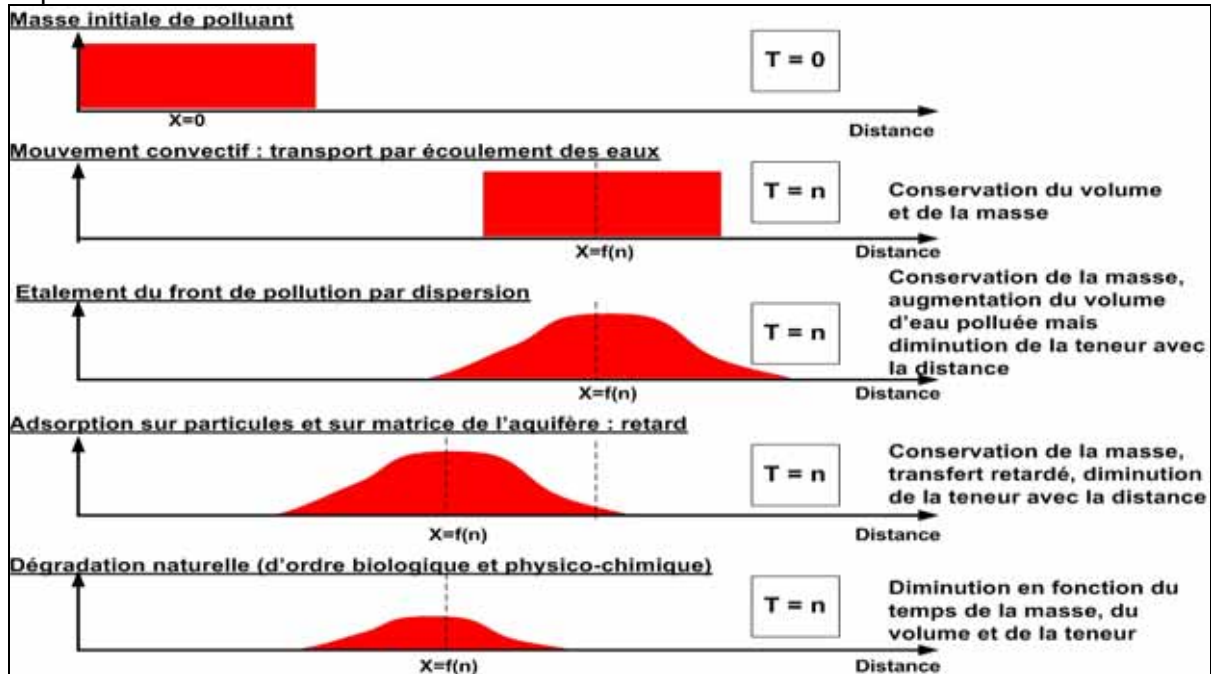 Masse initiale de polluant
T = 0
X=0
Distance
Mouvement convectif : transport par écoulement des eaux
T = n
Conservation du volume
et de la masse
X=f(n)
Distance
Etalement du front de pollution par dispersion
T = n
Conservation de la masse,
augmentation du volume
d'eau polluée mais
diminution de la teneur avec
la distance
X=f(n)
Distance
Adsorption sur particules et sur matrice de l'aquifère : retard
T = n
Conservation de la masse,
transfert retardé, diminution
de la teneur avec la distance
X=f(n)
Distance
Dégradation naturelle (d'ordre biologique et physico-chimique)
T = n
Diminution en fonction du
temps de la masse, du
volume et de la teneur
X=f(n)
Distance